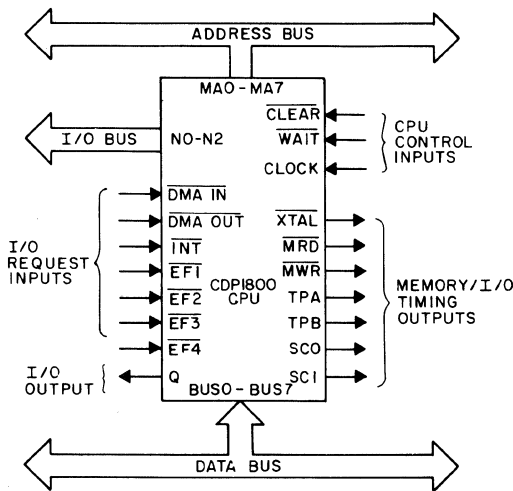 ADDRESS BUS
MA0-MA7
I/O BUS
N0-N2
CLEAR
WAIT
CLOCK
CPU
CONTROL
INPUTS
DMA IN
DMA OUT
INT
EF1
EF2
EF3
EF4
I/O
REQUEST
INPUTS
CDP1800
CPU
XTAL
MRD
MWR
TPA
TPB
SC0
SC1
MEMORY/I/O
TIMING
OUTPUTS
I/O
OUTPUT
Q
BUS0-BUS7
DATA BUS